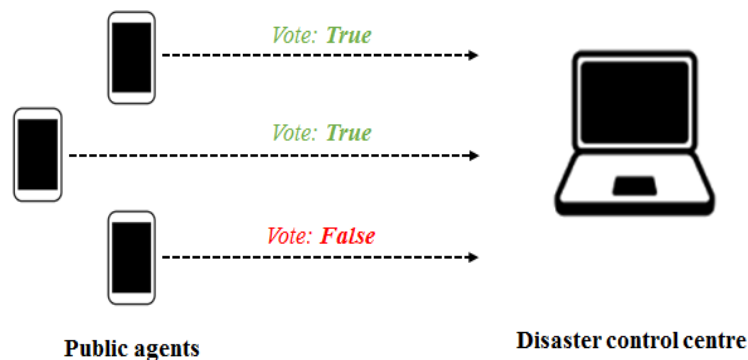 Vote: True
Vote: True
Vote: False
Public agents
Disaster control centre